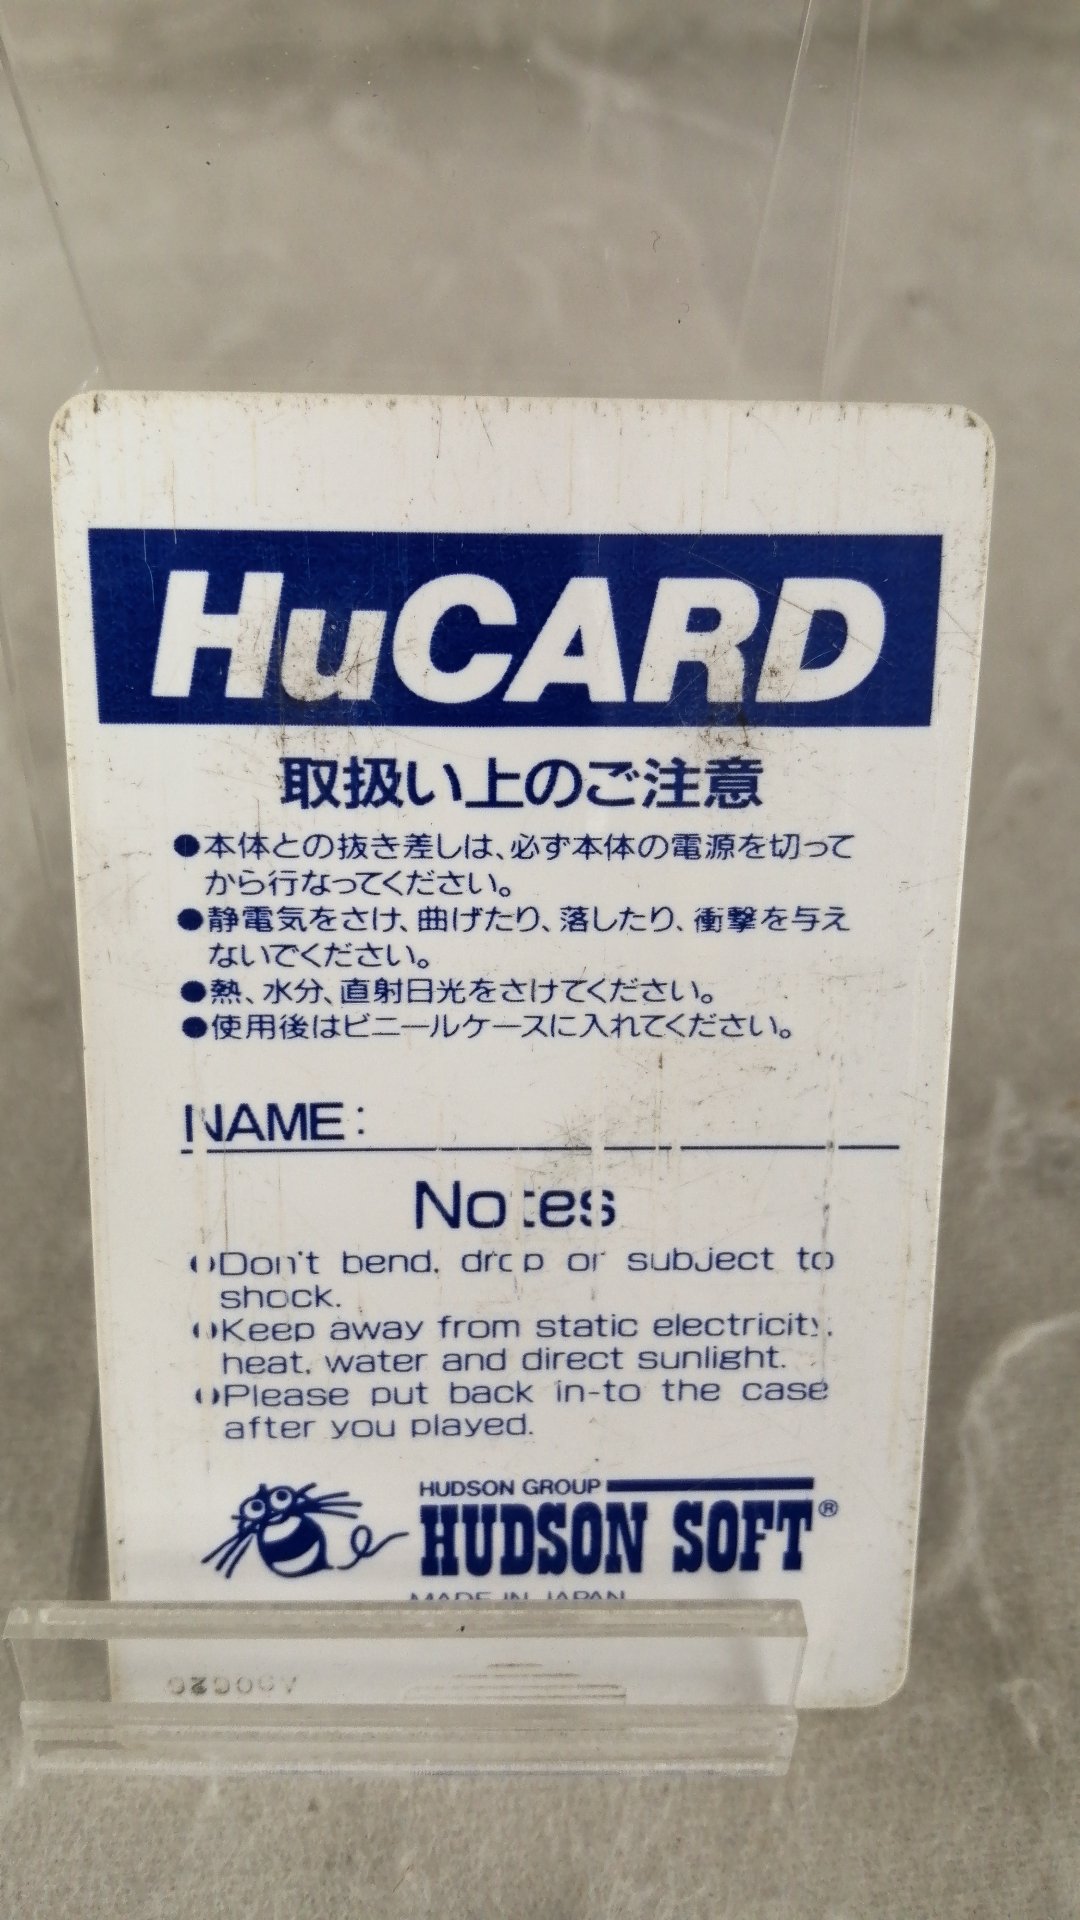 HuCARD
取扱い上のご注意
●本体との抜き差しは、必ず本体の電源を切って
から行なってください。
●静電気をさけ、曲げたり、落したり、衝撃を与え
ないでください。
●熱、水分、直射日光をさけてください。
●使用後はビニールケースに入れてください。
NAME:
Notes
●Don't bend, drop or subject to
shock.
●Keep away from static electricity,
heat, water and direct sunlight.
●Please put back in-to the case
after you played.
HUDSON GROUP
HUDSON SOFT®
MADE IN JAPAN